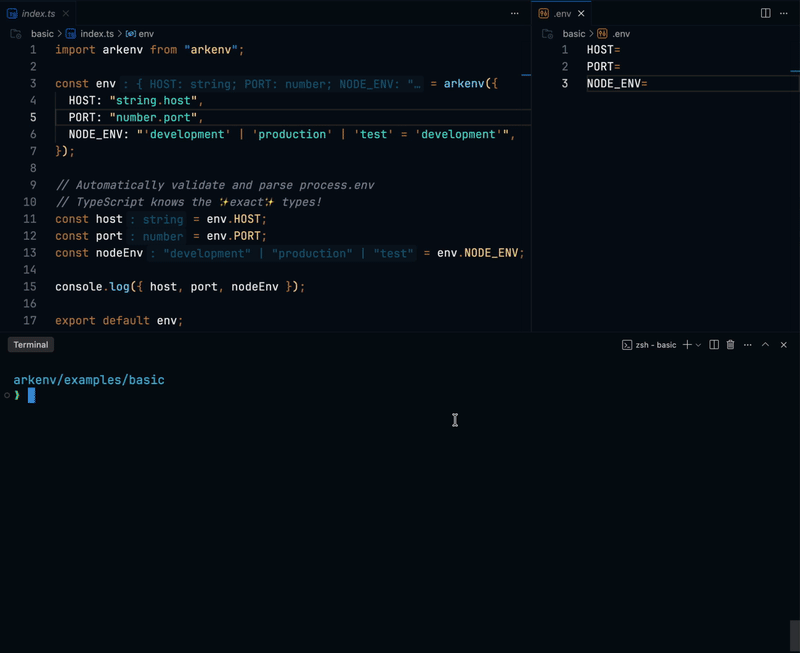 index.ts
basic > index.ts > env
1 import arkenv from "arkenv";
2
3 const env : { HOST: string; PORT: number; NODE_ENV: "… = arkenv({
4 HOST: "string.host",
5 PORT: "number.port",
6 NODE_ENV: "'development' | 'production' | 'test' = 'development'",
7 });
8
9 // Automatically validate and parse process.env
10 // TypeScript knows the ✨exact✨ types!
11 const host : string = env.HOST;
12 const port : number = env.PORT;
13 const nodeEnv : "development" | "production" | "test" = env.NODE_ENV;
14
15 console.log({ host, port, nodeEnv });
16
17 export default env;
.env
basic > .env
1 HOST=
2 PORT=
3 NODE_ENV=
Terminal
zsh - basic
arkenv/examples/basic
❯